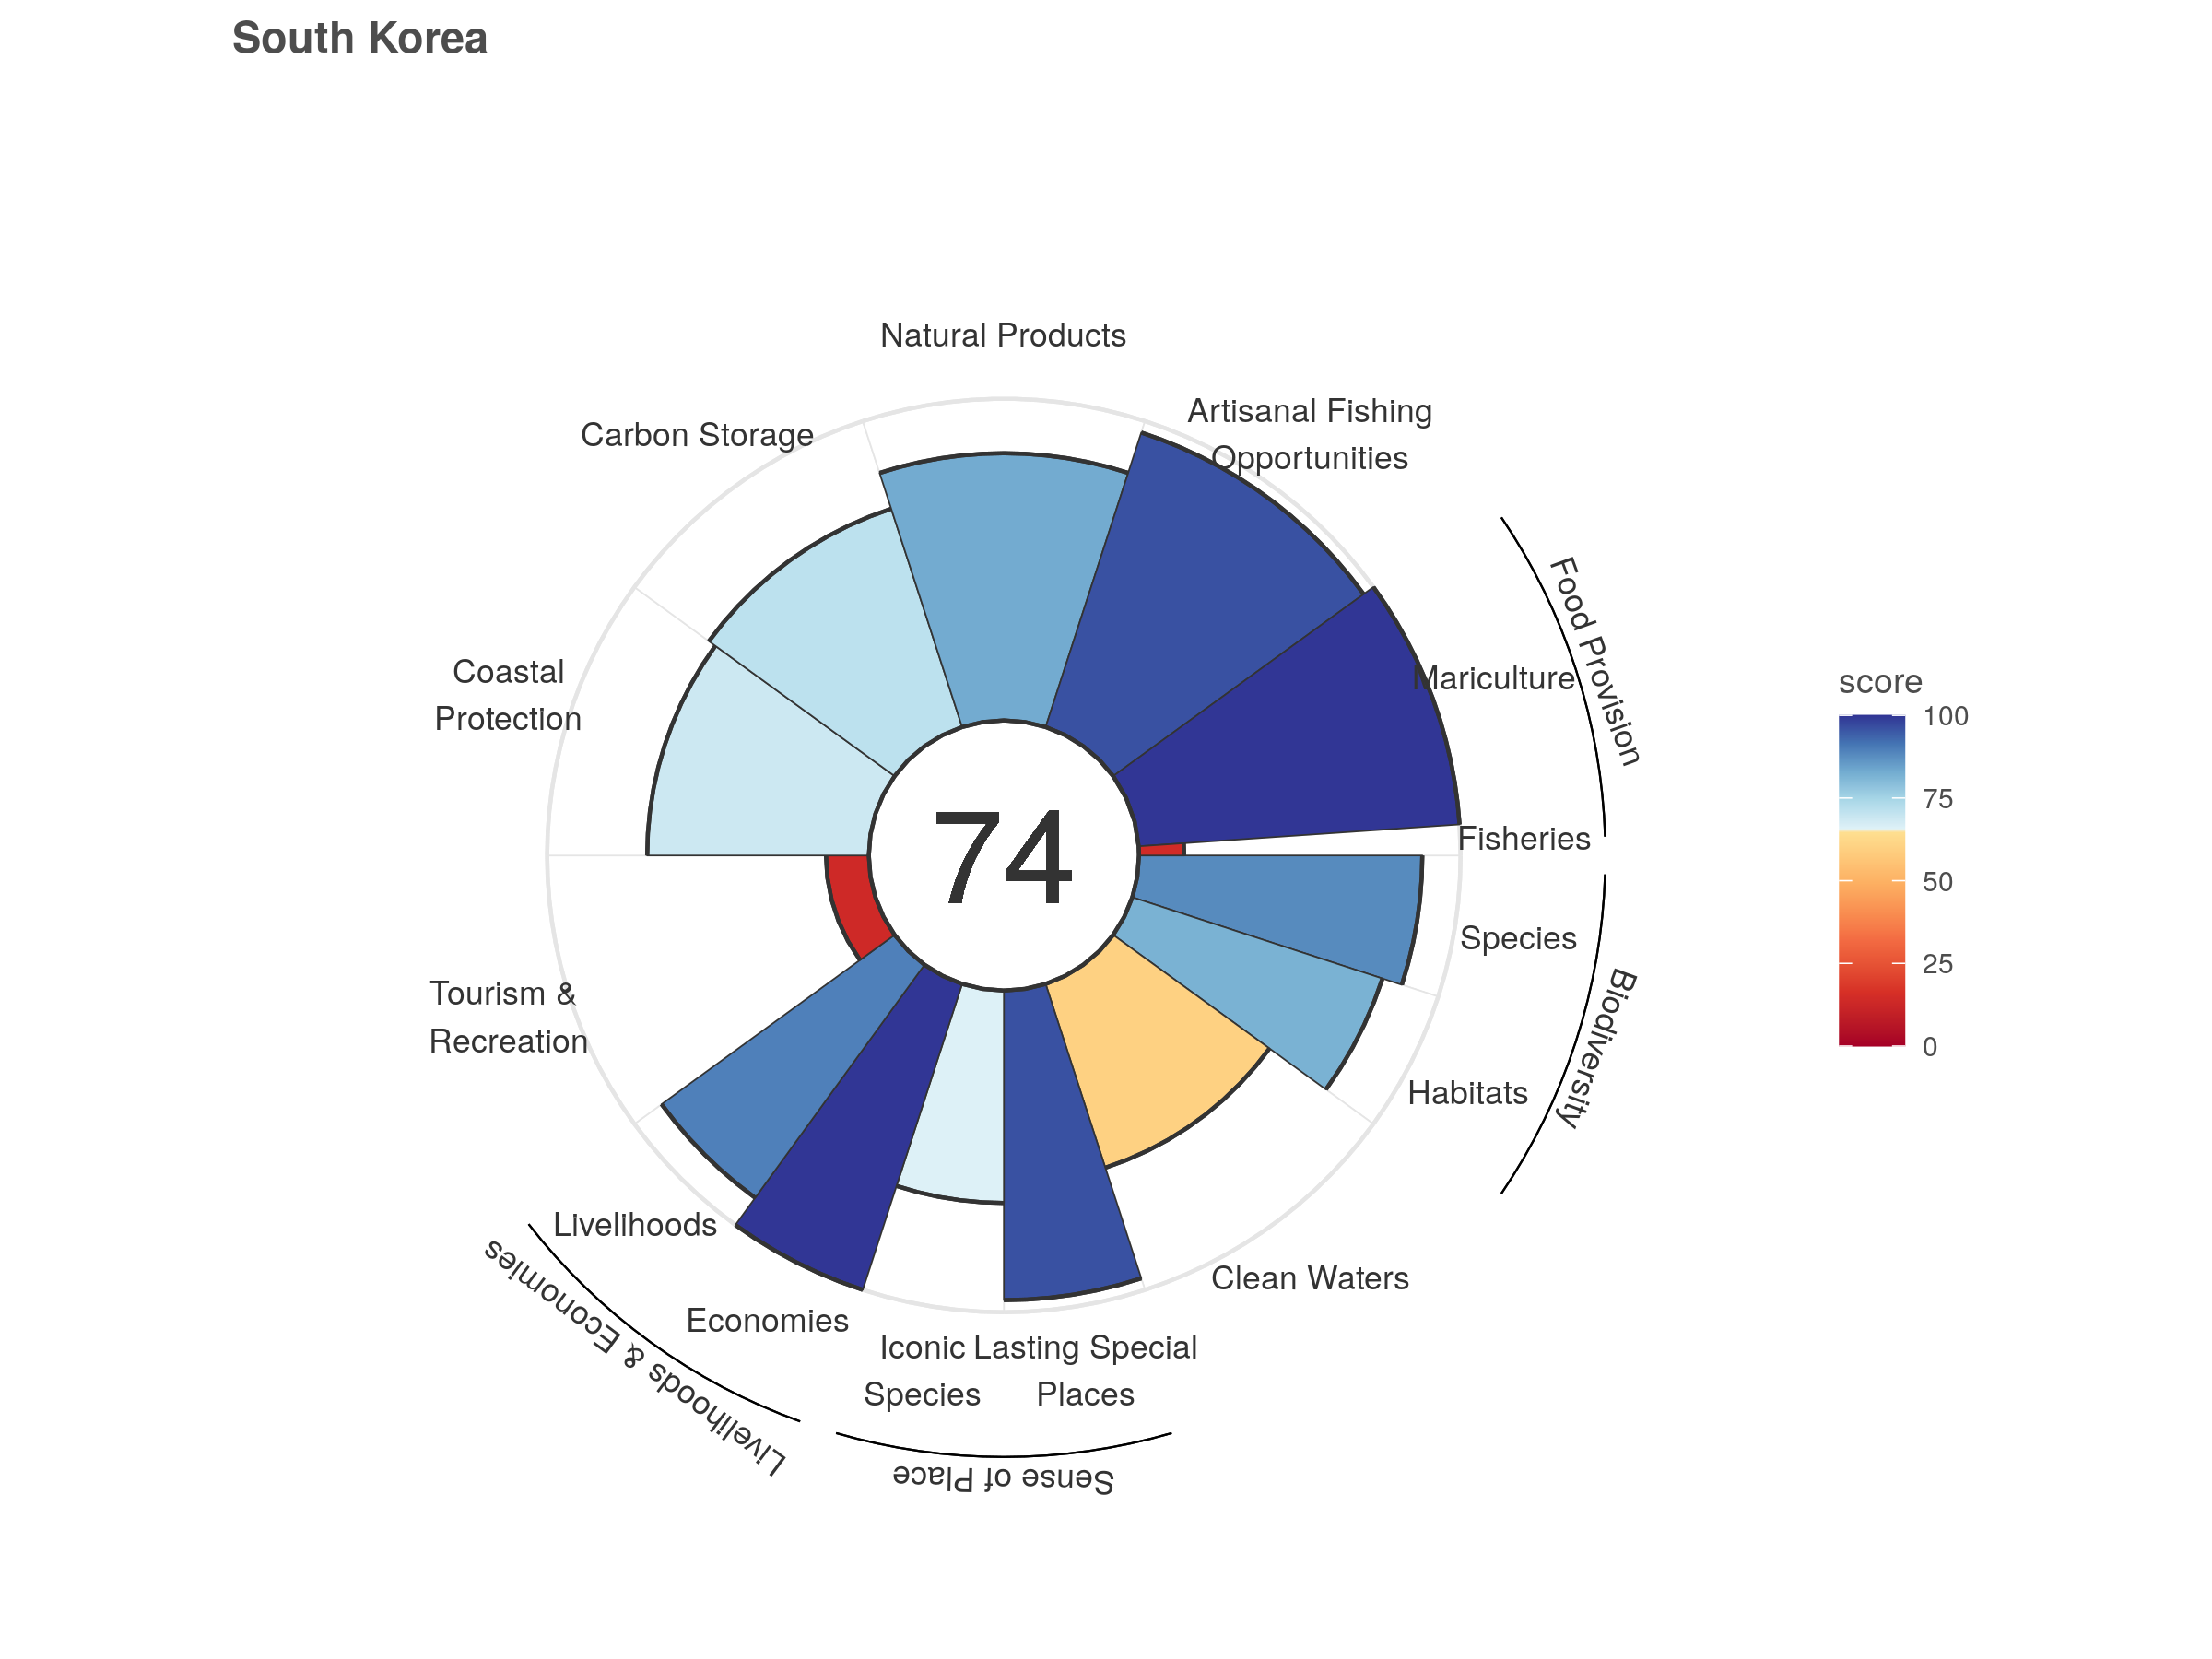 South Korea
Natural Products
Artisanal Fishing
Opportunities
Carbon Storage
Food Provision
Mariculture
Coastal
Protection
Fisheries
74
Species
Biodiversity
Tourism &
Recreation
Habitats
Livelihoods
Clean Waters
Economies
Iconic
Species
Lasting Special
Places
Livelihoods & Economies
Sense of Place
score
100
75
50
25
0